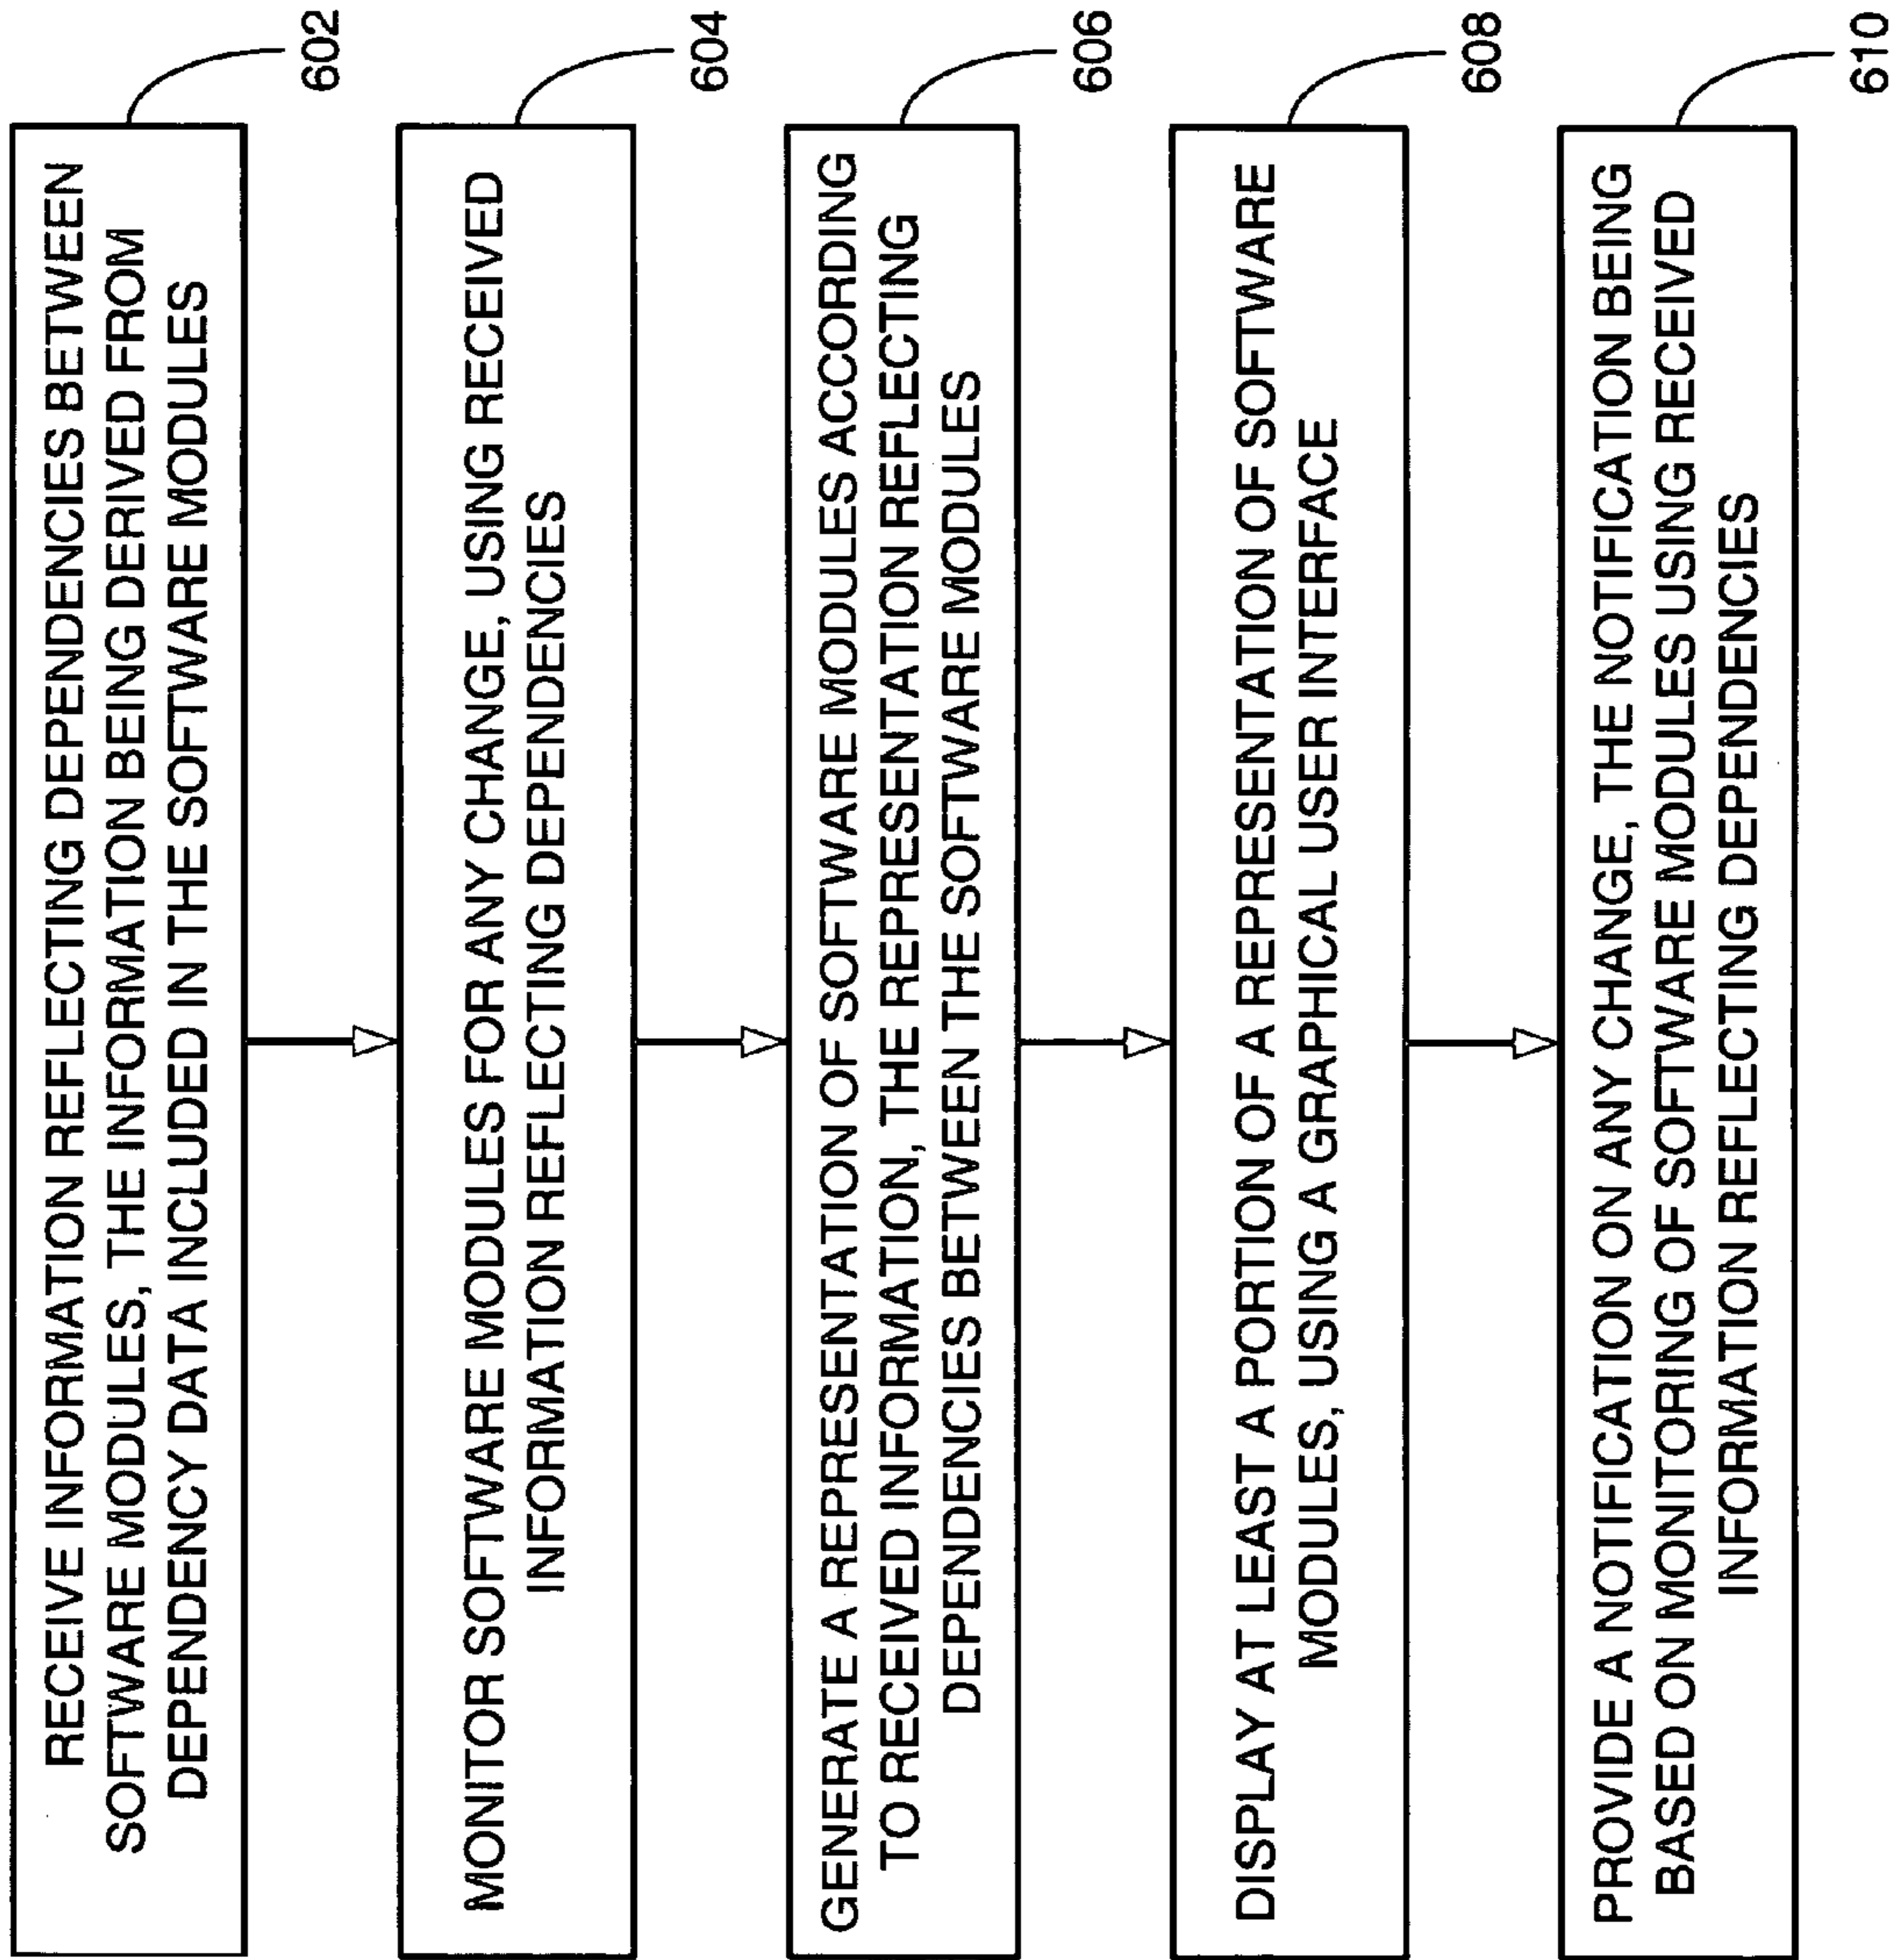 RECEIVE INFORMATION REFLECTING DEPENDENCIES BETWEEN
SOFTWARE MODULES, THE INFORMATION BEING DERIVED FROM
DEPENDENCY DATA INCLUDED IN THE SOFTWARE MODULES
602
MONITOR SOFTWARE MODULES FOR ANY CHANGE, USING RECEIVED
INFORMATION REFLECTING DEPENDENCIES
604
GENERATE A REPRESENTATION OF SOFTWARE MODULES ACCORDING
TO RECEIVED INFORMATION, THE REPRESENTATION REFLECTING
DEPENDENCIES BETWEEN THE SOFTWARE MODULES
606
DISPLAY AT LEAST A PORTION OF A REPRESENTATION OF SOFTWARE
MODULES, USING A GRAPHICAL USER INTERFACE
608
PROVIDE A NOTIFICATION ON ANY CHANGE, THE NOTIFICATION BEING
BASED ON MONITORING OF SOFTWARE MODULES USING RECEIVED
INFORMATION REFLECTING DEPENDENCIES
610